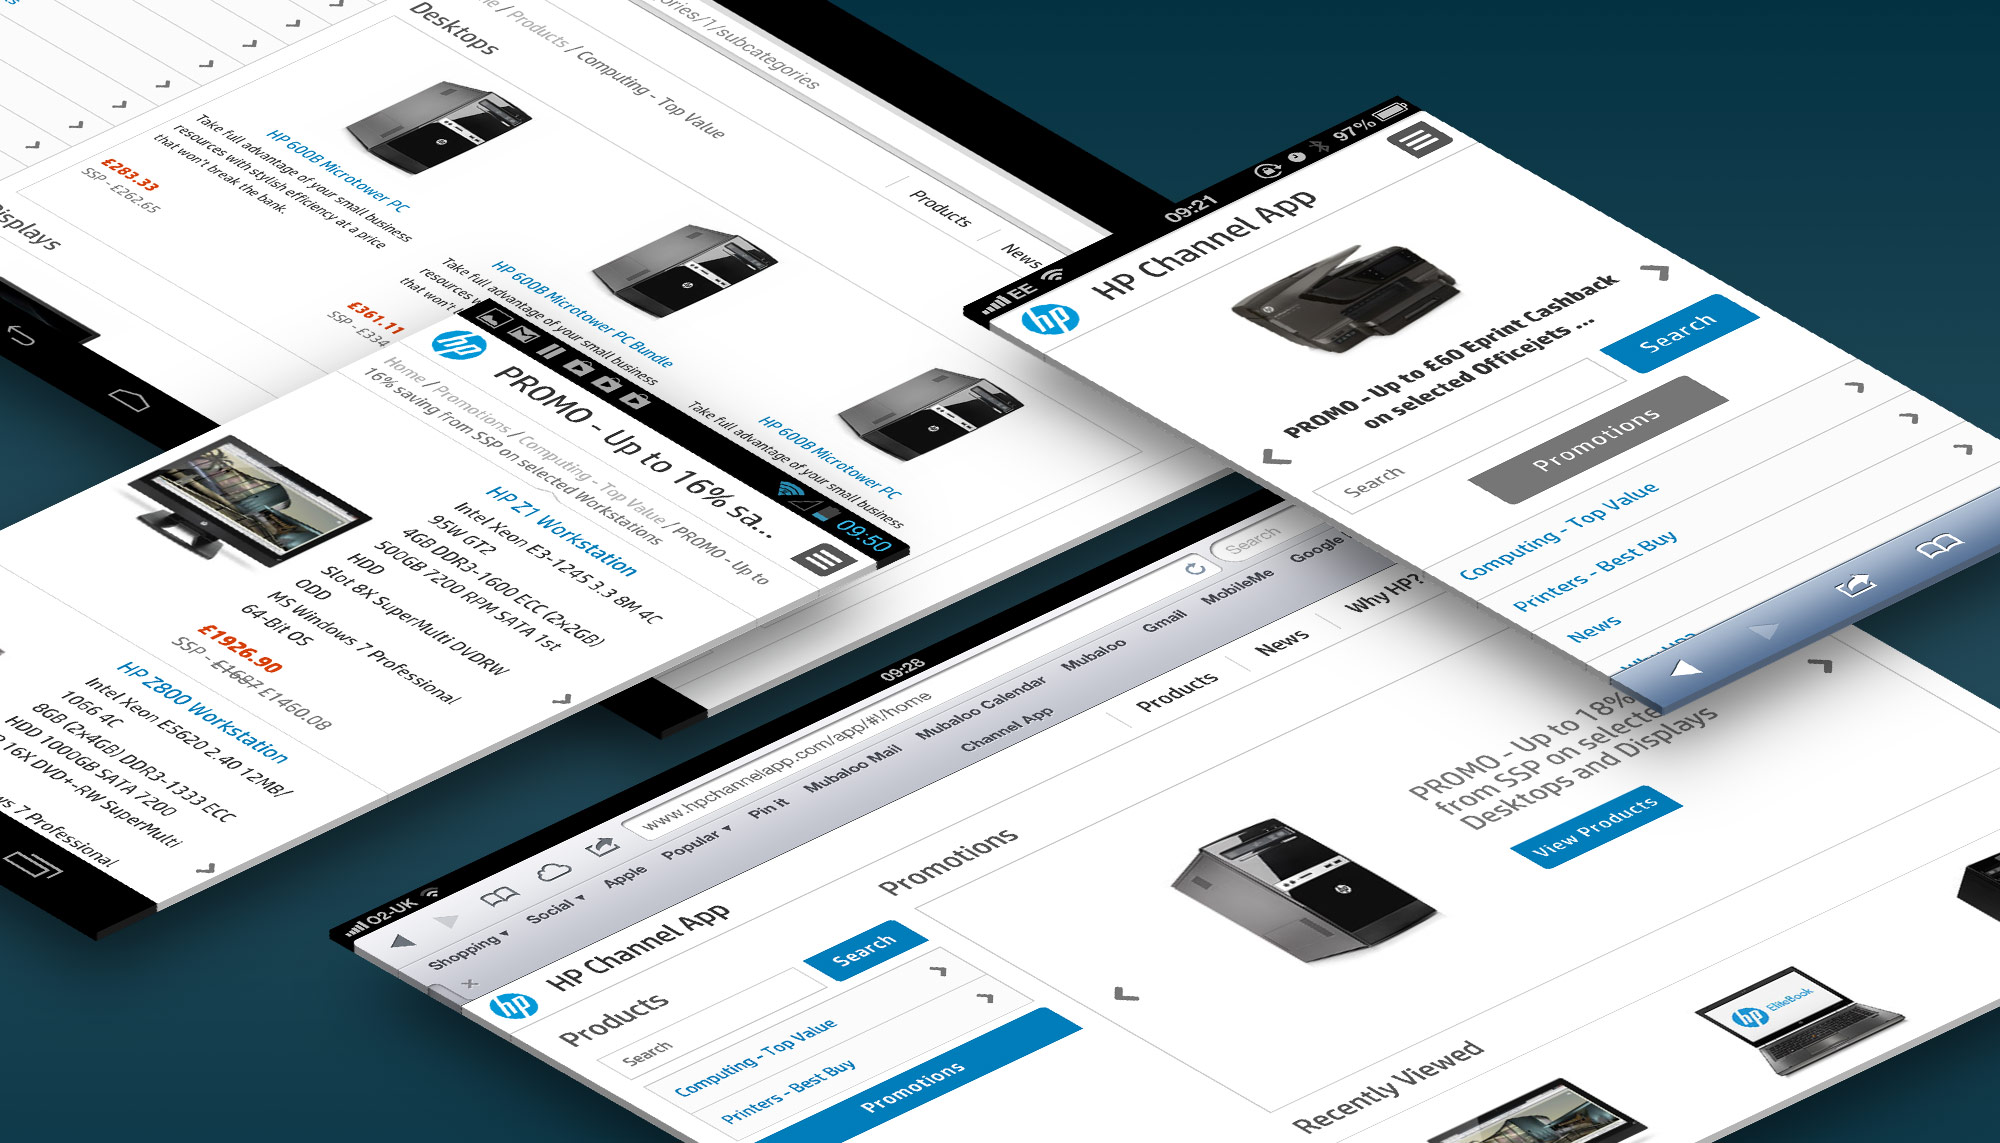 ories/1/subcategories
Home / Products / Computing - Top Value
Desktops
Products
News
HP 600B Microtower PC
Take full advantage of your small business
resources with stylish efficiency at a price
that won't break the bank.
£283.33
SSP - £262.65
HP 600B Microtower PC Bundle
Take full advantage of your small business
resources
that won't
£361.11
SSP - £334
HP 600B Microtower PC
Take full advantage of your small business
isplays
09:50
hp
PROMO - Up to 16% sa...
Home / Promotions / Computing - Top Value / PROMO - Up to
16% saving from SSP on selected Workstations
HP Z1 Workstation
Intel Xeon E3-1245 3.3 8M 4C
95W GT2
4GB DDR3-1600 ECC (2x2GB)
500GB 7200 RPM SATA 1st
HDD
Slot 8X SuperMulti DVDRW
ODD
MS Windows 7 Professional
64-Bit OS
£1926.90
SSP - £1687 £1460.08
HP Z800 Workstation
Intel Xeon E5620 2.40 12MB/
1066 4C
8GB (2x4GB) DDR3-1333 ECC
HDD 1000GB SATA 7200
16X DVD+-RW SuperMulti
s 7 Professional
EE
09:21
97%
hp
HP Channel App
PROMO - Up to £60 Eprint Cashback
on selected Officejets ...
Search
Search
Promotions
Computing - Top Value
Printers - Best Buy
News
O2-UK
09:28
www.hpchannelapp.com/app/#!/home
Search
Shopping
Social
Apple
Popular
Pin it
Mubaloo Mail
Mubaloo Calendar
Mubaloo
Gmail
MobileMe
Google
Channel App
hp
HP Channel App
Products
News
Why HP?
Products
Search
Search
Computing - Top Value
Printers - Best Buy
Promotions
Promotions
PROMO - Up to 18%
from SSP on selecte
Desktops and Displays
View Products
Recently Viewed
hp EliteBook